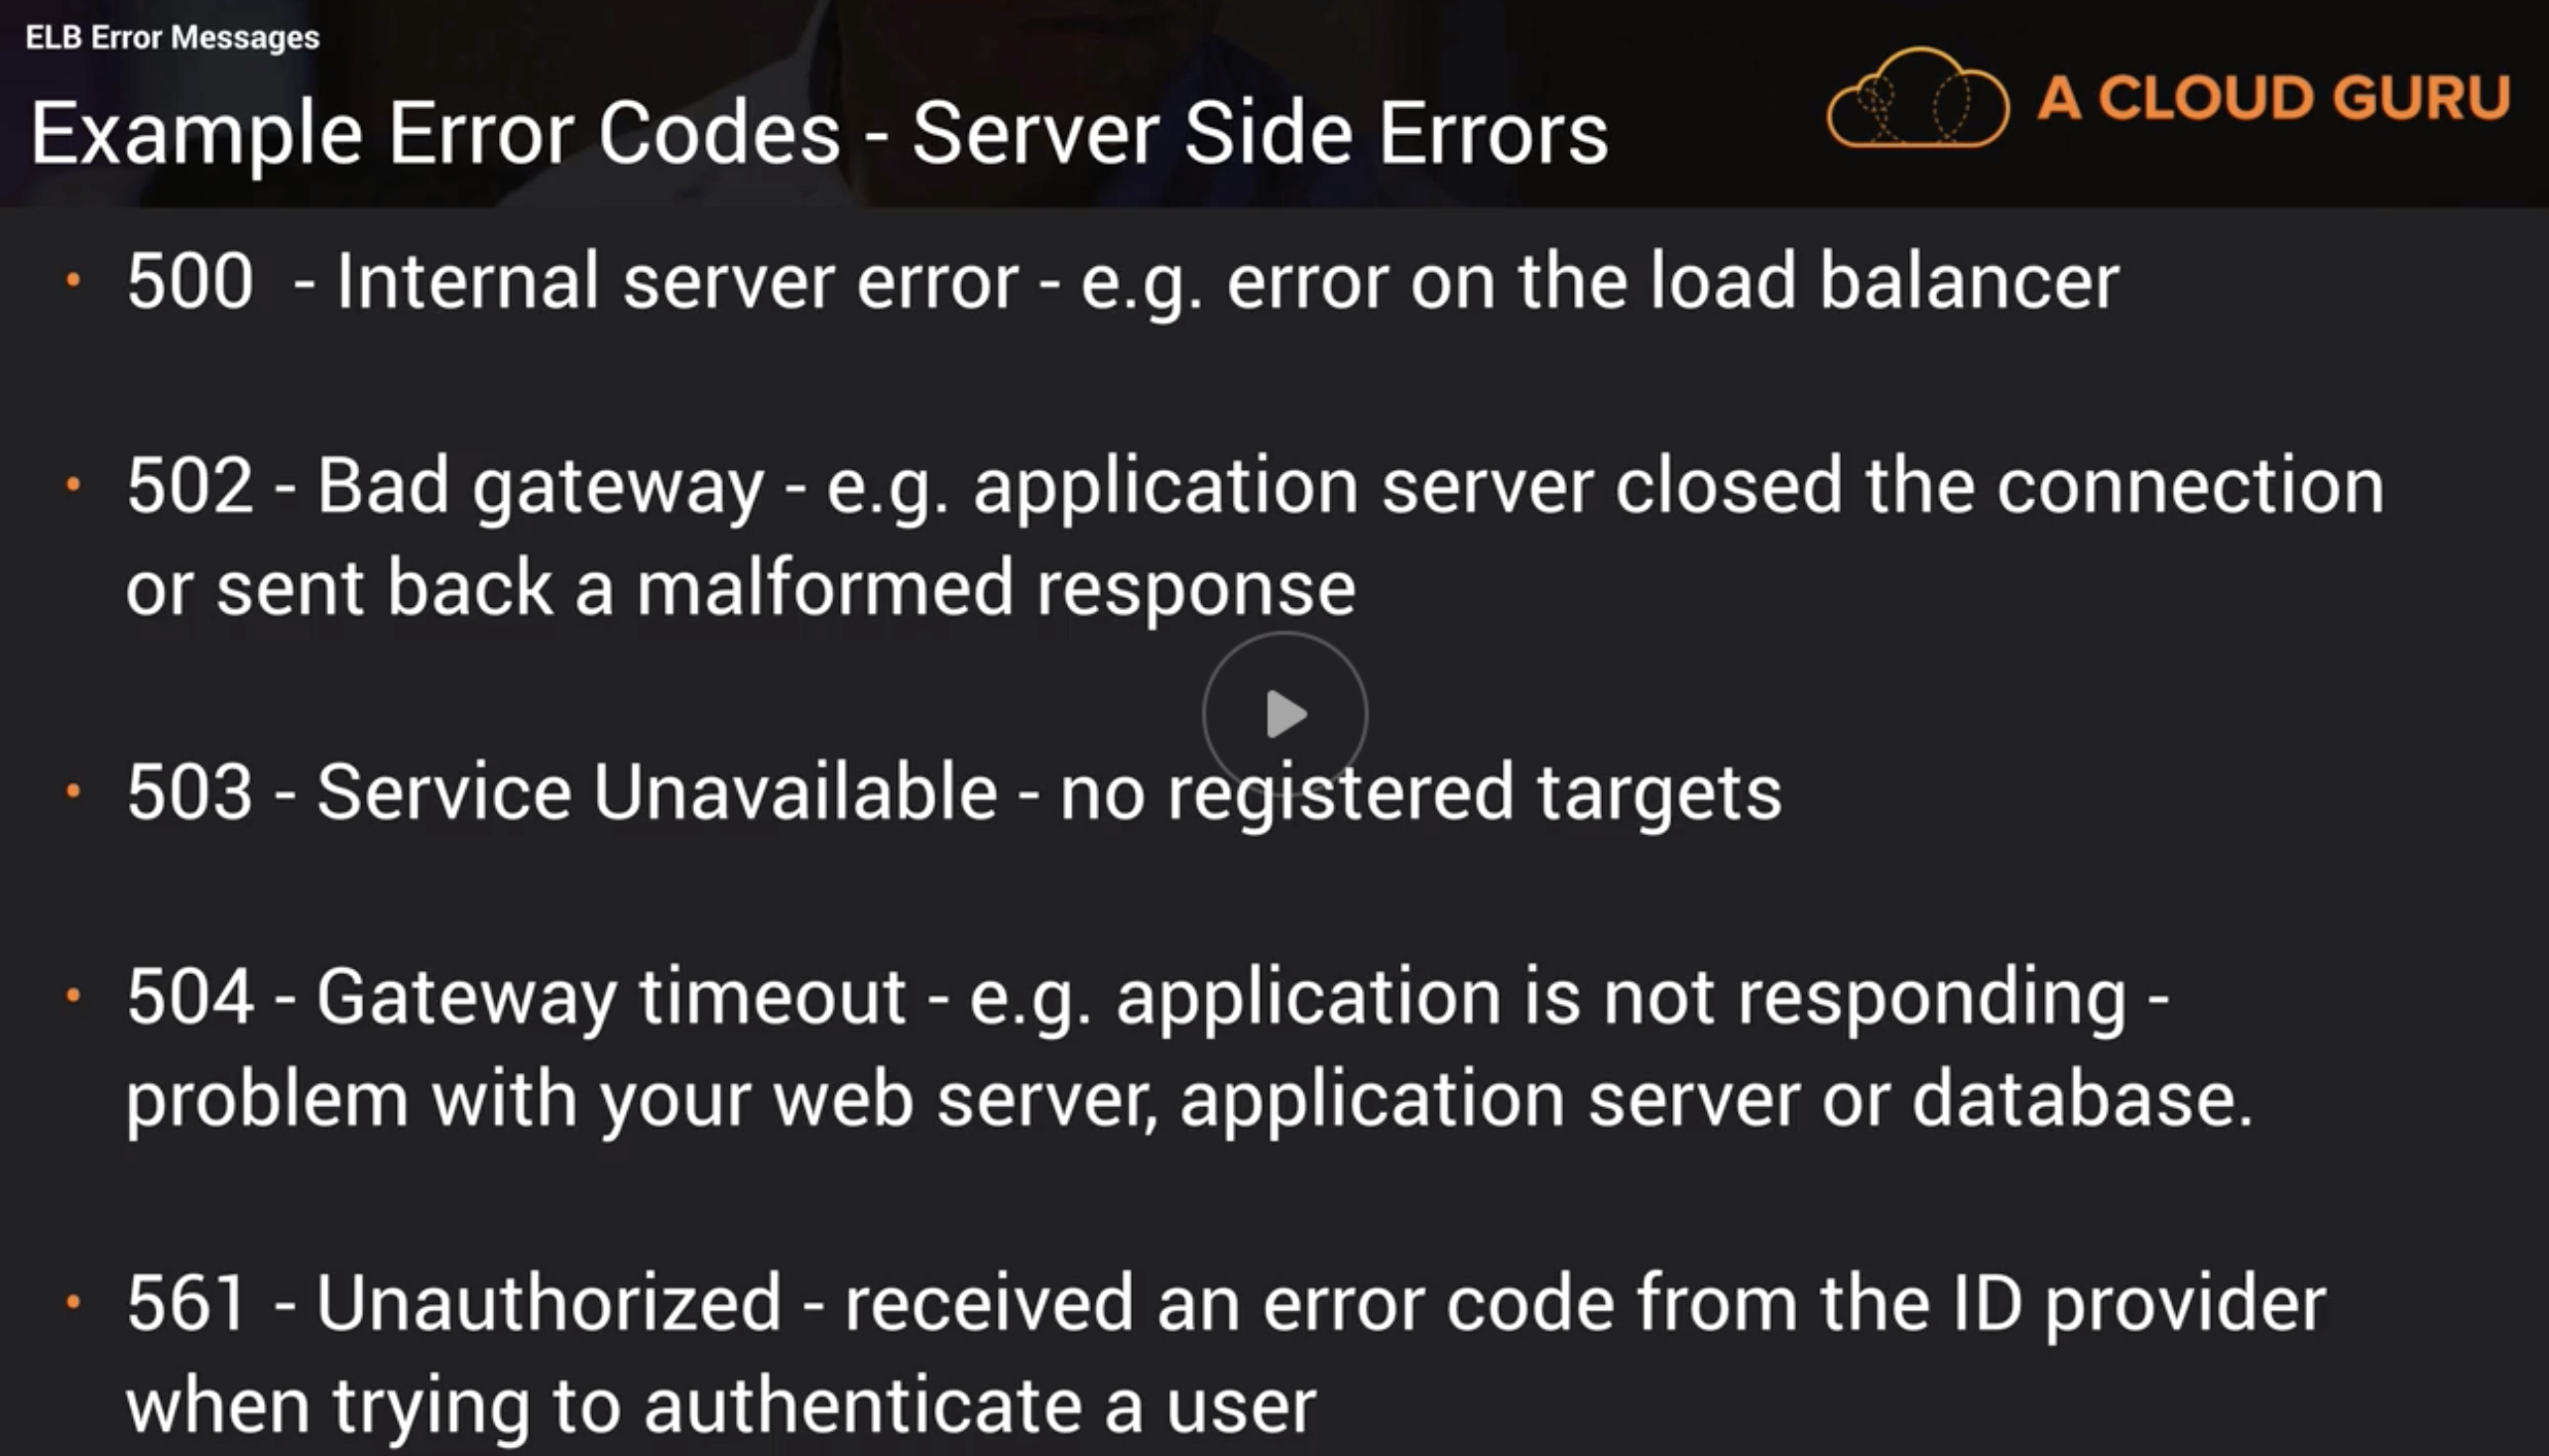 ELB Error Messages
Example Error Codes - Server Side Errors
A CLOUD GURU
• 500 - Internal server error - e.g. error on the load balancer
• 502 - Bad gateway - e.g. application server closed the connection
or sent back a malformed response
• 503 - Service Unavailable - no registered targets
• 504 - Gateway timeout - e.g. application is not responding -
problem with your web server, application server or database.
• 561 - Unauthorized - received an error code from the ID provider
when trying to authenticate a user